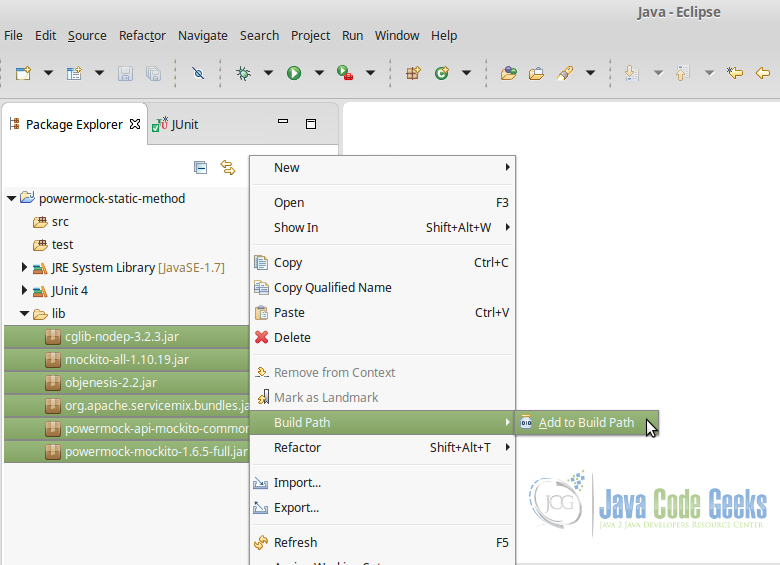 Java - Eclipse
File Edit Source Refactor Navigate Search Project Run Window Help
Package Explorer JUnit
powermock-static-method
src
test
JRE System Library [JavaSE-1.7]
JUnit 4
lib
cglib-nodep-3.2.3.jar
mockito-all-1.10.19.jar
objenesis-2.2.jar
org.apache.servicemix.bundles.ja
powermock-api-mockito-common
powermock-mockito-1.6.5-full.jar
New
Open F3
Show In Shift+Alt+W
Copy Ctrl+C
Copy Qualified Name
Paste Ctrl+V
Delete
Remove from Context
Mark as Landmark
Build Path
Add to Build Path
Refactor Shift+Alt+T
Import...
Export...
Refresh F5
JCG
Java Code Geeks
Java 2 Java Developers Resource Center